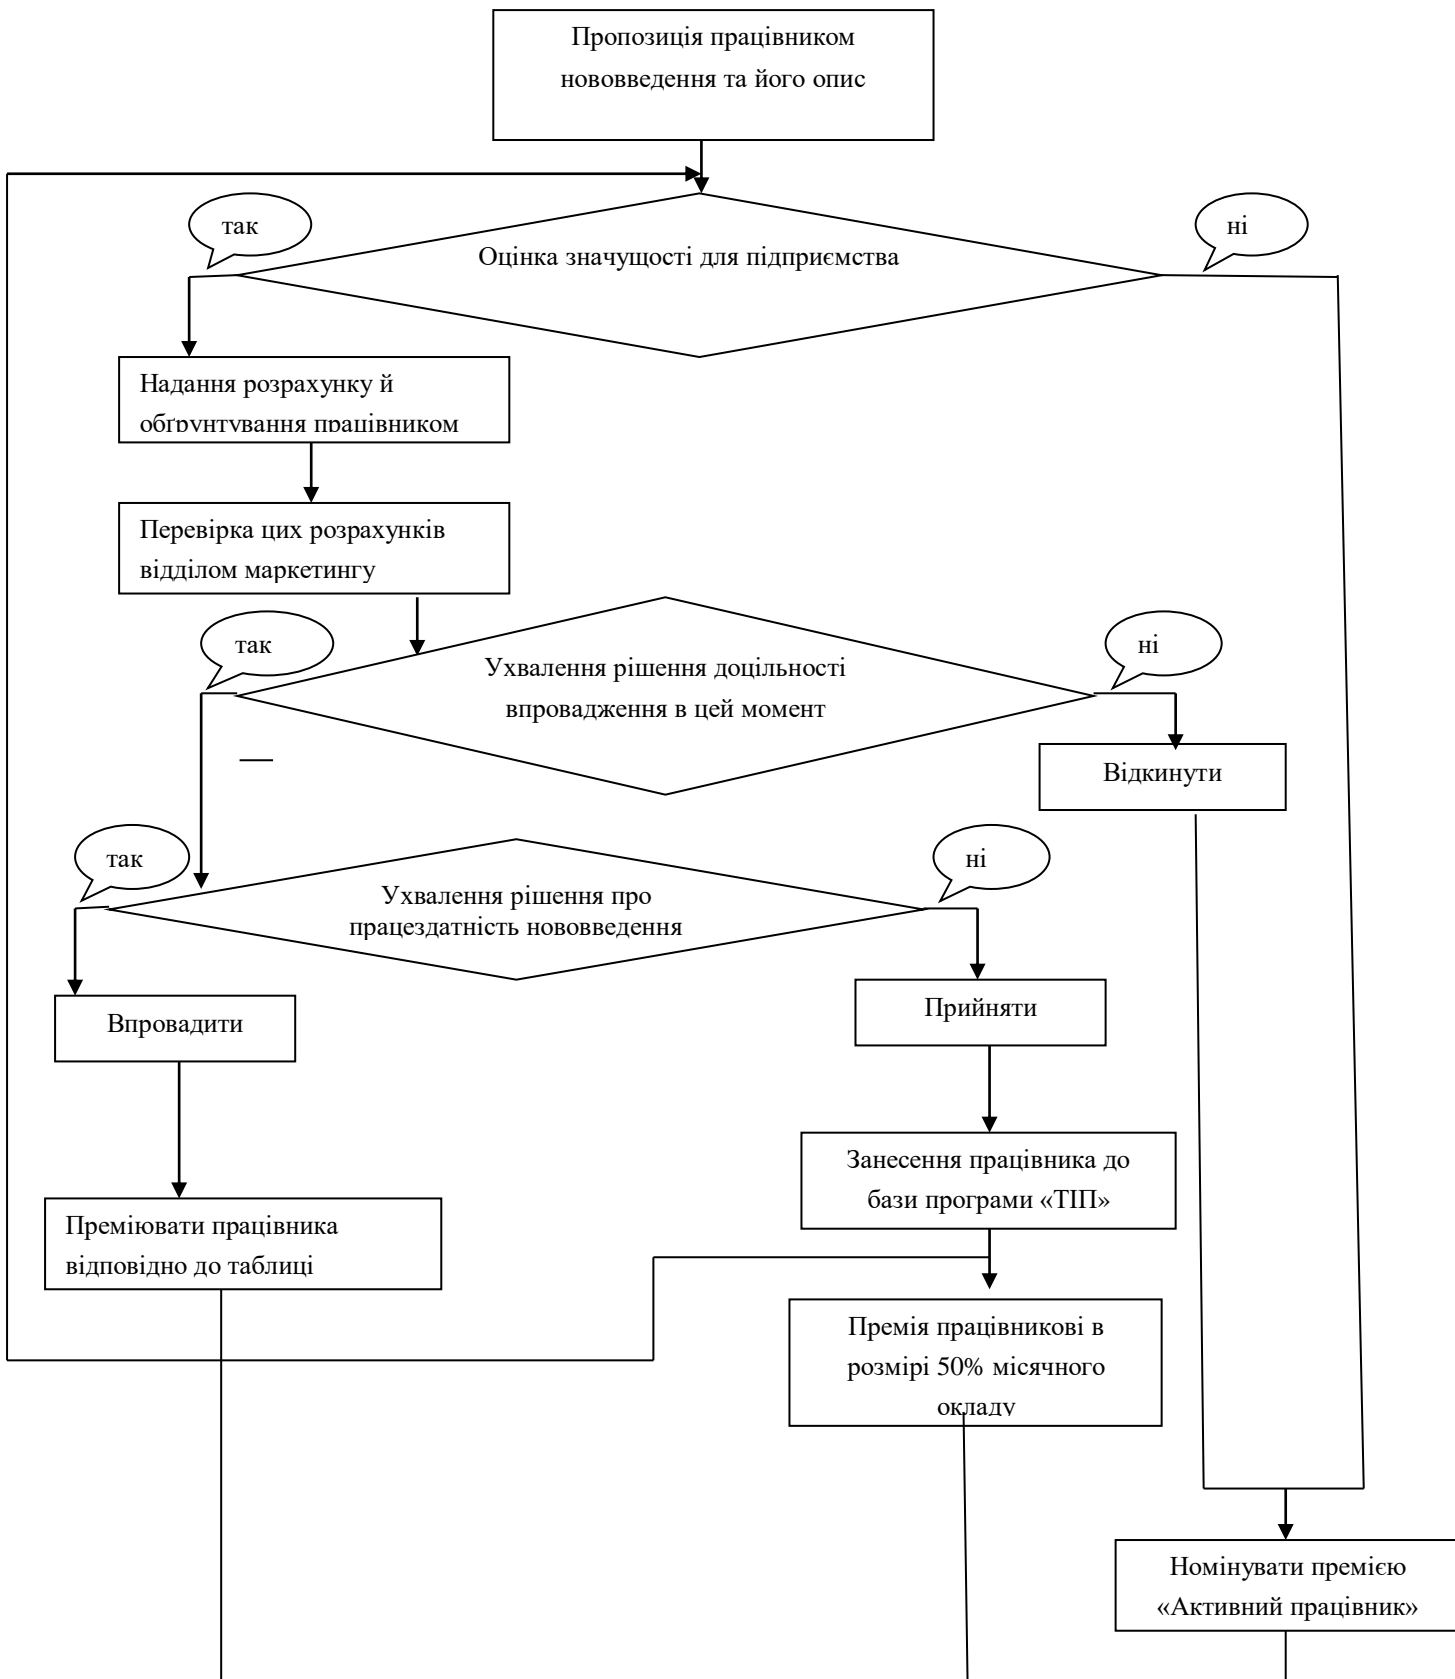 Пропозиція працівником
нововведення та його опис
так
ні
Оцінка значущості для підприємства
Надання розрахунку й
обґрунтування працівником
Перевірка цих розрахунків
відділом маркетингу
так
ні
Ухвалення рішення доцільності
впровадження в цей момент
Відкинути
так
ні
Ухвалення рішення про
працездатність нововведення
Впровадити
Прийняти
Занесення працівника до
бази програми «ТІП»
Преміювати працівника
відповідно до таблиці
Премія працівникові в
розмірі 50% місячного
окладу
Номінувати премією
«Активний працівник»